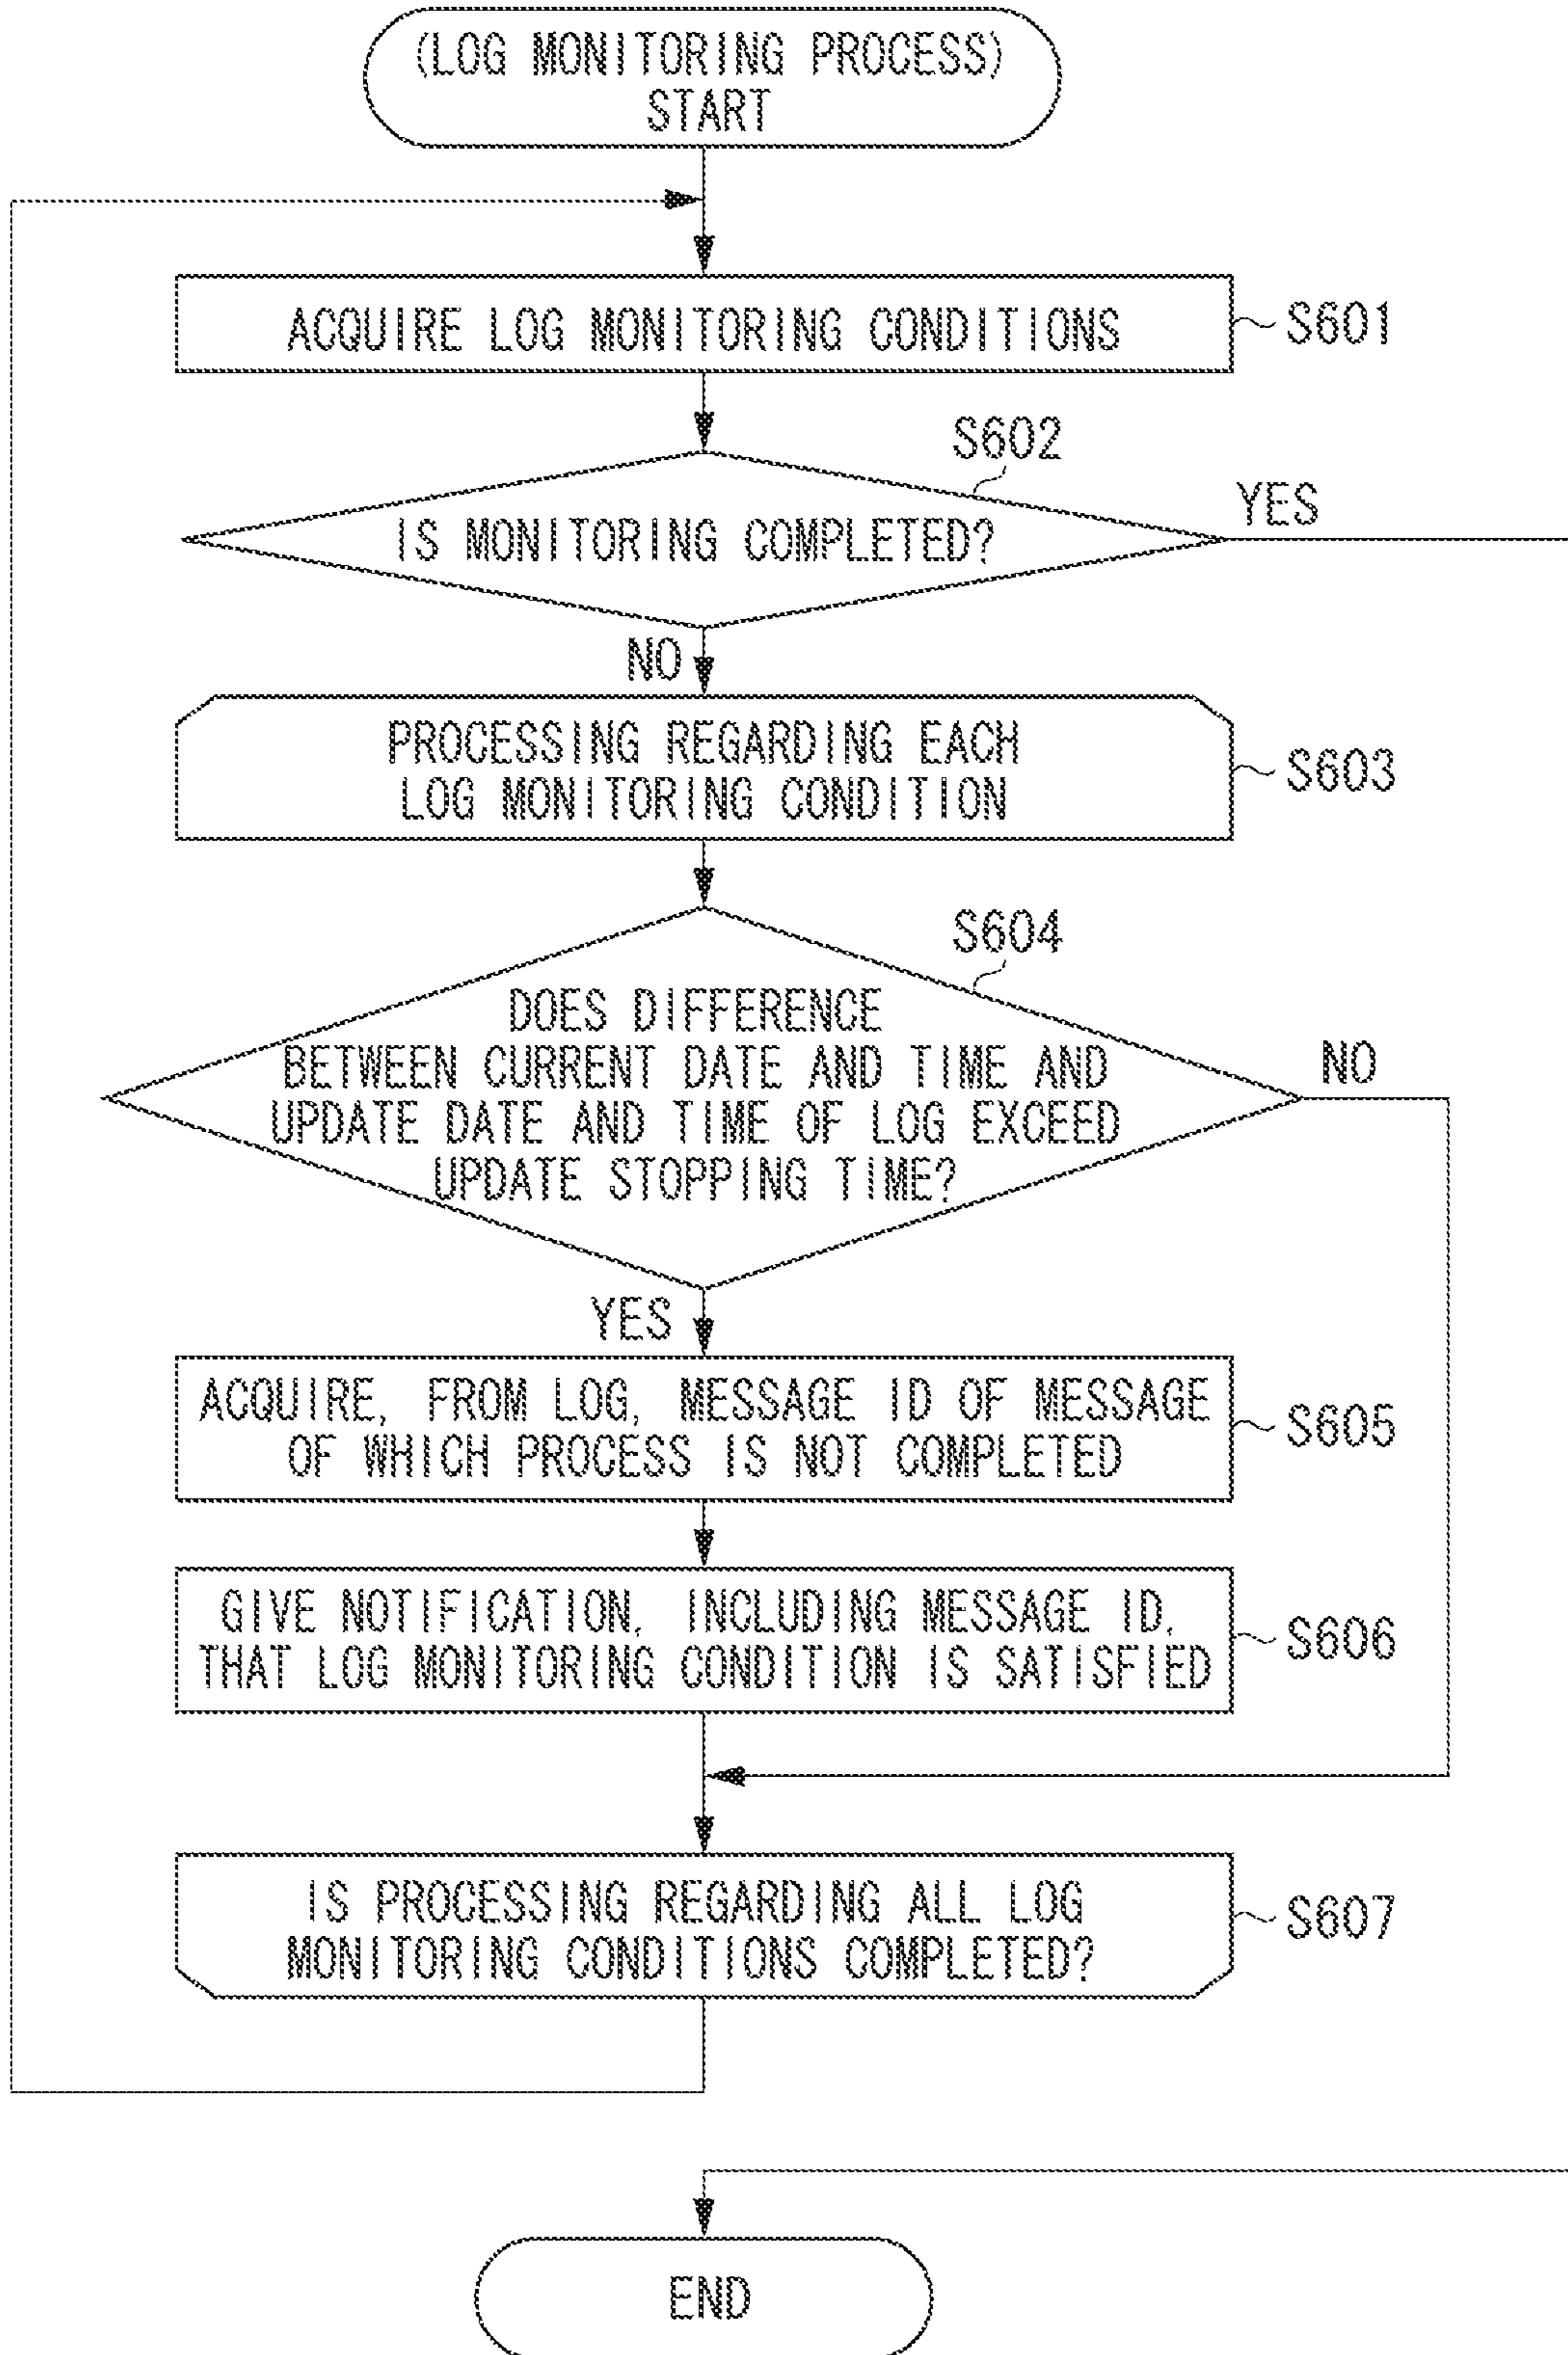 (LOG MONITORING PROCESS)
START
ACQUIRE LOG MONITORING CONDITIONS
S601
S602
IS MONITORING COMPLETED?
YES
NO
PROCESSING REGARDING EACH
LOG MONITORING CONDITION
S603
S604
DOES DIFFERENCE
BETWEEN CURRENT DATE AND TIME AND
UPDATE DATE AND TIME OF LOG EXCEED
UPDATE STOPPING TIME?
NO
YES
ACQUIRE, FROM LOG, MESSAGE ID OF MESSAGE
OF WHICH PROCESS IS NOT COMPLETED
S605
GIVE NOTIFICATION, INCLUDING MESSAGE ID,
THAT LOG MONITORING CONDITION IS SATISFIED
S606
IS PROCESSING REGARDING ALL LOG
MONITORING CONDITIONS COMPLETED?
S607
END